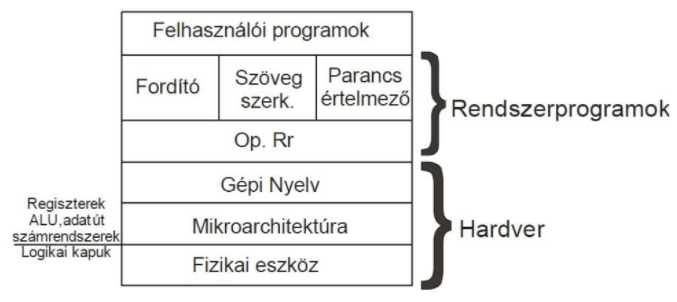 Felhasználói programok
Fordító
Szöveg
szerk.
Parancs
értelmező
Rendszerprogramok
Op. Rr
Gépi Nyelv
Regiszterek
ALU,adatút
számrendszerek
Logikai kapuk
Mikroarchitektúra
Hardver
Fizikai eszköz